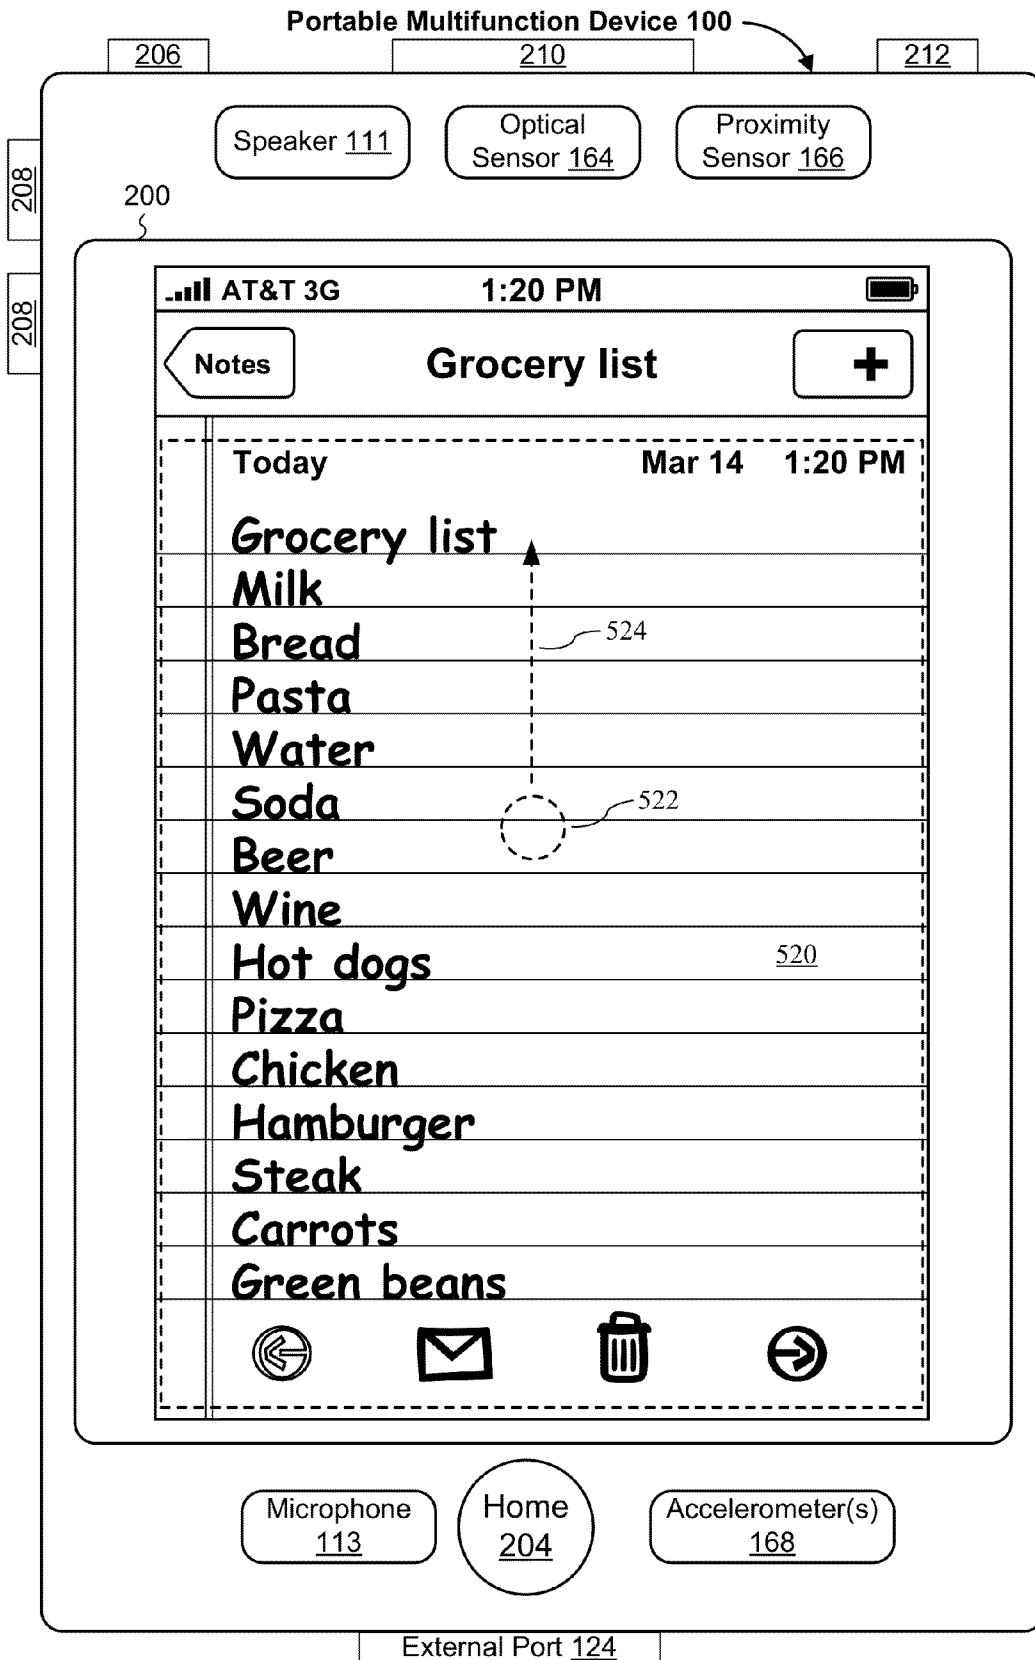 Portable Multifunction Device 100
206 210 212
Speaker 111
Optical
Sensor 164
Proximity
Sensor 166
208
200
208
AT&T 3G 1:20 PM
Notes Grocery list +
Today Mar 14 1:20 PM
Grocery list
Milk
Bread
524
Pasta
Water
Soda
522
Beer
Wine
Hot dogs
520
Pizza
Chicken
Hamburger
Steak
Carrots
Green beans
Microphone
113
Home
204
Accelerometer(s)
168
External Port 124